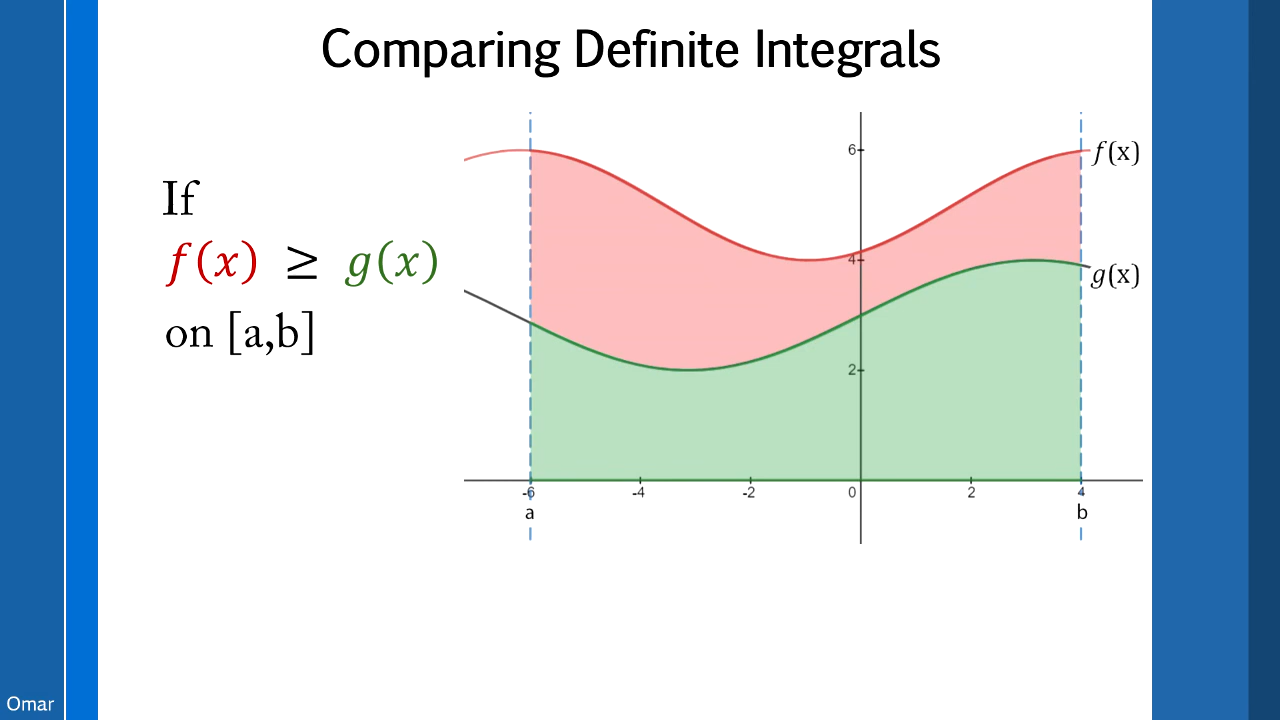 Comparing Definite Integrals
If
f(x) ≥ g(x)
on [a,b]
6
f(x)
4
g(x)
2
-6 -4 -2 0 2 4
a b
Omar